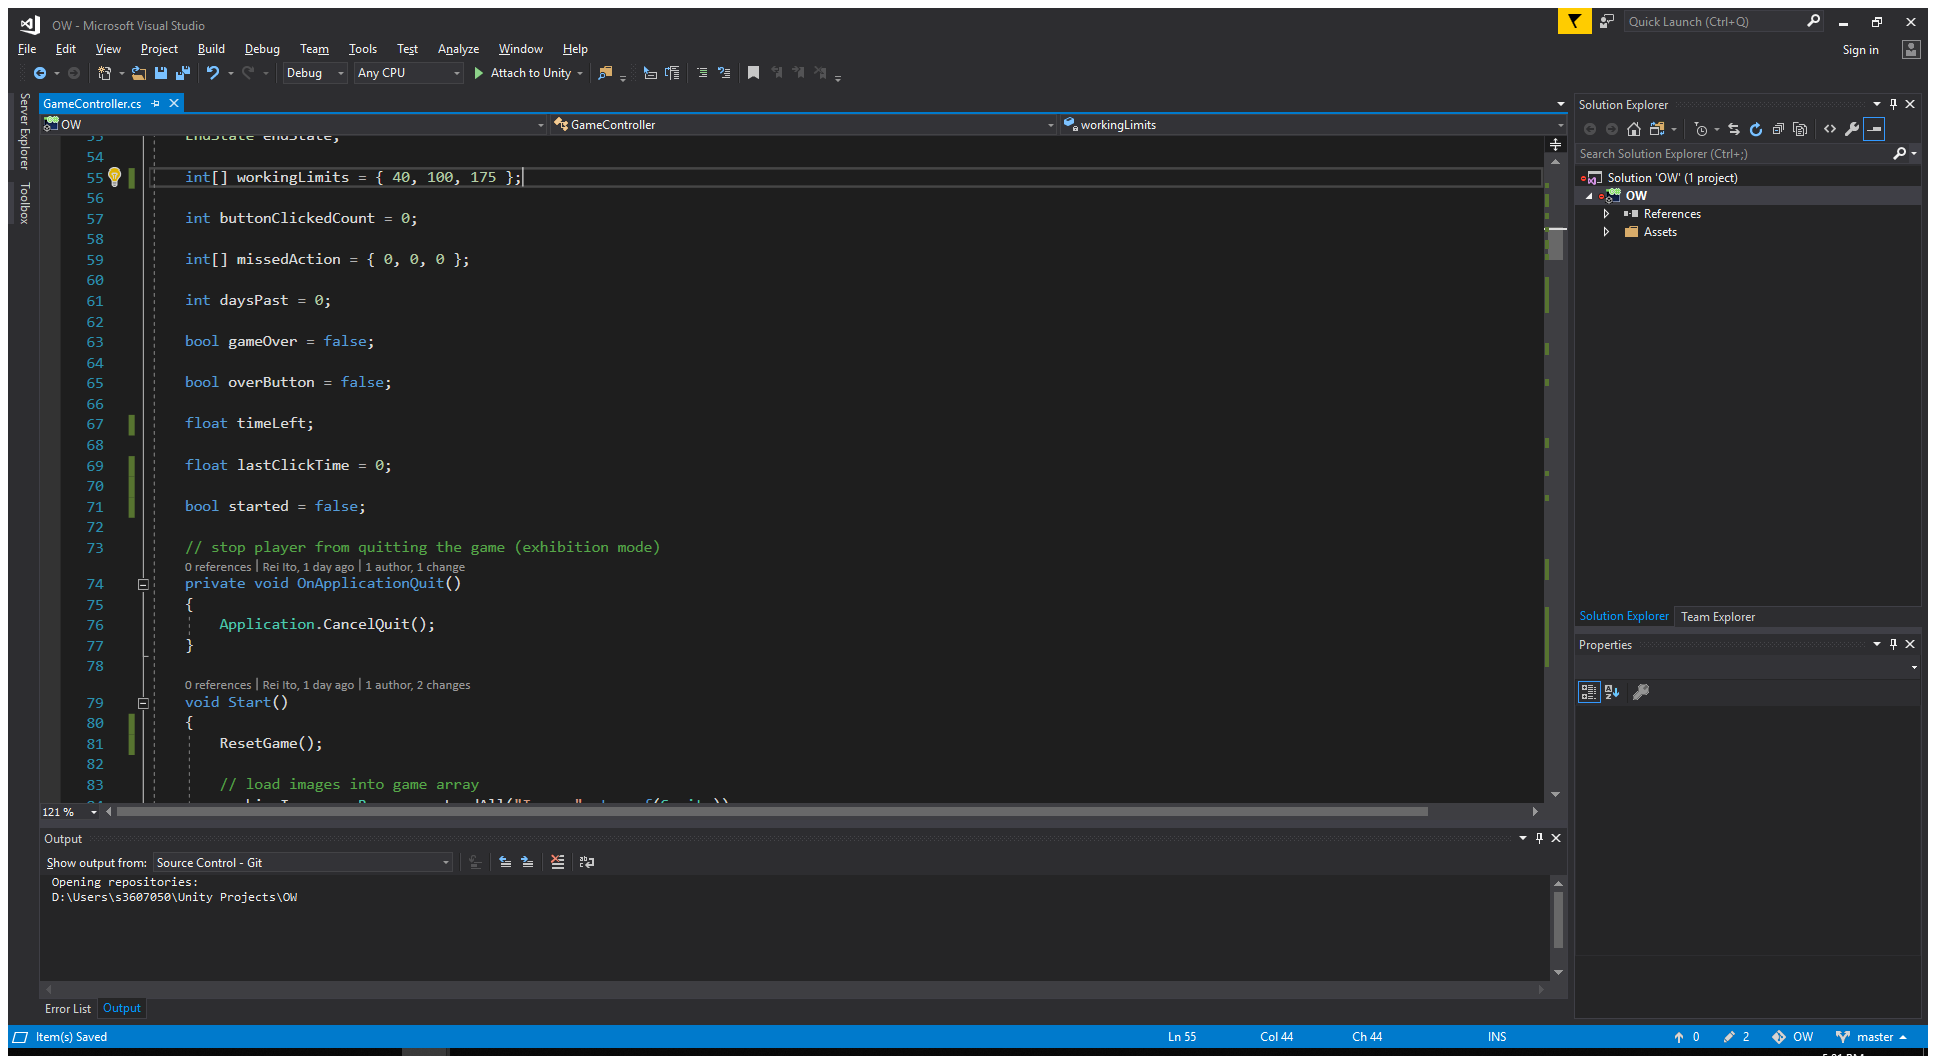 OW - Microsoft Visual Studio
Quick Launch (Ctrl+Q)
File Edit View Project Build Debug Team Tools Test Analyze Window Help
Sign in
Debug Any CPU Attach to Unity
Server Explorer
Toolbox
GameController.cs
OW GameController workingLimits
53 EndState endState;
54
55 int[] workingLimits = { 40, 100, 175 };
56
57 int buttonClickedCount = 0;
58
59 int[] missedAction = { 0, 0, 0 };
60
61 int daysPast = 0;
62
63 bool gameOver = false;
64
65 bool overButton = false;
66
67 float timeLeft;
68
69 float lastClickTime = 0;
70
71 bool started = false;
72
73 // stop player from quitting the game (exhibition mode)
0 references | Rei Ito, 1 day ago | 1 author, 1 change
74 private void OnApplicationQuit()
75 {
76 Application.CancelQuit();
77 }
78
0 references | Rei Ito, 1 day ago | 1 author, 2 changes
79 void Start()
80 {
81 ResetGame();
82
83 // load images into game array
121 %
Output
Show output from: Source Control - Git
Opening repositories:
D:\Users\s3607050\Unity Projects\OW
Error List Output
Solution Explorer
Search Solution Explorer (Ctrl+;)
Solution 'OW' (1 project)
OW
References
Assets
Solution Explorer Team Explorer
Properties
Item(s) Saved Ln 55 Col 44 Ch 44 INS 0 2 OW master